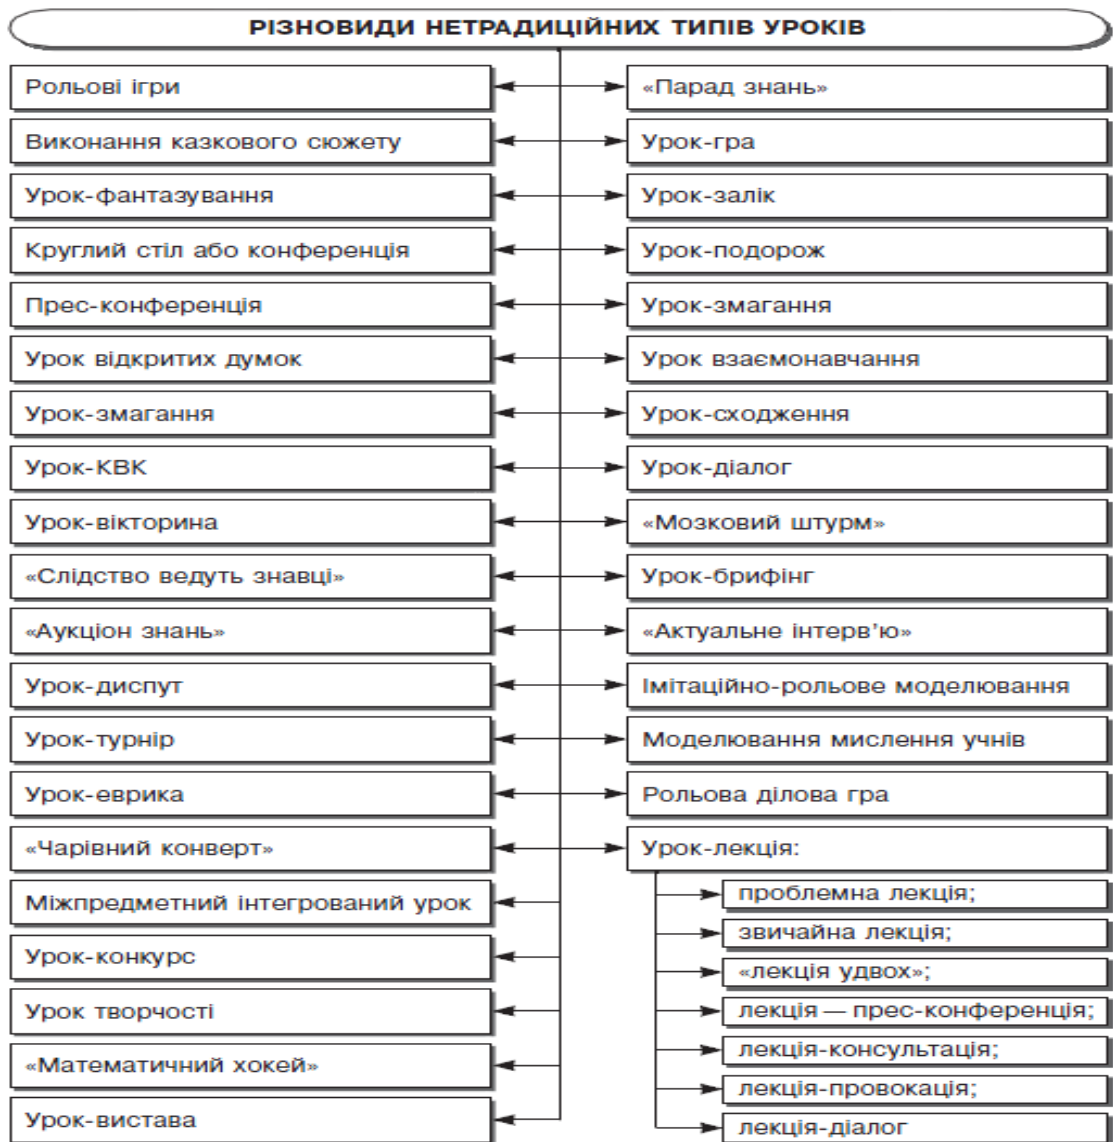 РІЗНОВИДИ НЕТРАДИЦІЙНИХ ТИПІВ УРОКІВ
Рольові ігри
Виконання казкового сюжету
Урок-фантазування
Круглий стіл або конференція
Прес-конференція
Урок відкритих думок
Урок-змагання
Урок-КВК
Урок-вікторина
«Слідство ведуть знавці»
«Аукціон знань»
Урок-диспут
Урок-турнір
Урок-еврика
«Чарівний конверт»
Міжпредметний інтегрований урок
Урок-конкурс
Урок творчості
«Математичний хокей»
Урок-вистава
«Парад знань»
Урок-гра
Урок-залік
Урок-подорож
Урок-змагання
Урок взаємонавчання
Урок-сходження
Урок-діалог
«Мозковий штурм»
Урок-брифінг
«Актуальне інтерв’ю»
Імітаційно-рольове моделювання
Моделювання мислення учнів
Рольова ділова гра
Урок-лекція:
проблемна лекція;
звичайна лекція;
«лекція удвох»;
лекція — прес-конференція;
лекція-консультація;
лекція-провокація;
лекція-діалог